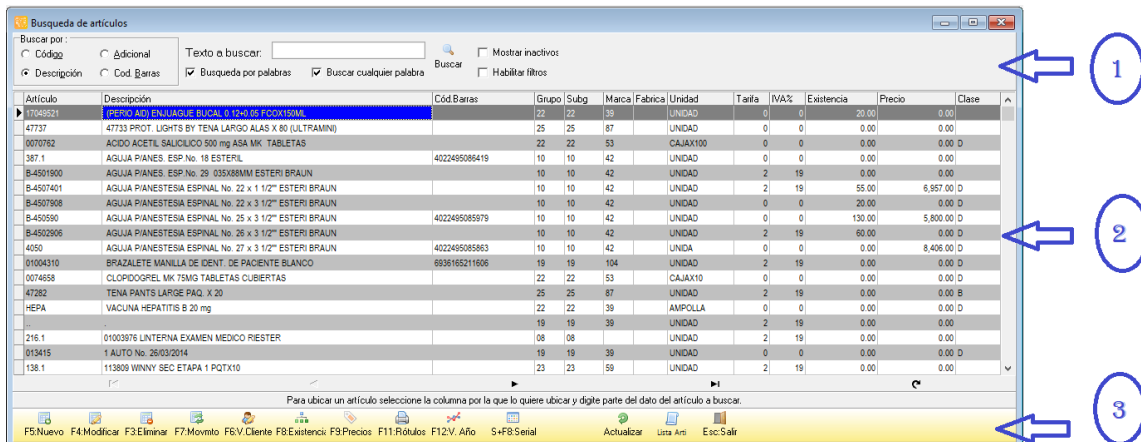 Busqueda de artículos
Buscar por :
Código Adicional Texto a buscar: Buscar Mostrar inactivos
Descripción Cod. Barras Busqueda por palabras Buscar cualquier palabra Habilitar filtros
1
Artículo Descripción Cód.Barras Grupo Subg Marca Fabrica Unidad Tarifa IVA% Existencia Precio Clase
17049521 (PERIO AID) ENJUAGUE BUCAL 0.12+0.05 FCOX150ML 22 22 39 UNIDAD 0 0 20.00 0.00
47737 47733 PROT. LIGHTS BY TENA LARGO ALAS X 80 (ULTRAMINI) 25 25 87 UNIDAD 0 0 0.00 0.00
0070762 ACIDO ACETIL SALICILICO 500 mg ASA MK TABLETAS 22 22 53 CAJAX100 0 0 0.00 0.00 D
387.1 AGUJA P/ANES. ESP.No. 18 ESTERIL 4022495086419 10 10 42 UNIDAD 0 0 0.00 0.00
B-4501900 AGUJA P/ANES. ESP.No. 29 035X88MM ESTERI BRAUN 10 10 42 UNIDAD 2 19 0.00 0.00
B-4507401 AGUJA P/ANESTESIA ESPINAL No. 22 x 1 1/2"" ESTERI BRAUN 10 10 42 UNIDAD 2 19 55.00 6,957.00 D
B-4507908 AGUJA P/ANESTESIA ESPINAL No. 22 x 3 1/2"" ESTERI BRAUN 10 10 42 UNIDAD 0 0 20.00 0.00 D
B-450590 AGUJA P/ANESTESIA ESPINAL No. 25 x 3 1/2"" ESTERI BRAUN 4022495085979 10 10 42 UNIDAD 0 0 130.00 5,800.00 D
B-4502906 AGUJA P/ANESTESIA ESPINAL No. 26 x 3 1/2"" ESTERI BRAUN 10 10 42 UNIDAD 2 19 60.00 0.00 D
2
4050 AGUJA P/ANESTESIA ESPINAL No. 27 x 3 1/2"" ESTERI BRAUN 4022495085863 10 10 42 UNIDA 0 0 0.00 8,406.00 D
01004310 BRAZALETE MANILLA DE IDENT. DE PACIENTE BLANCO 6936165211606 19 19 104 UNIDAD 2 19 0.00 0.00 D
0074658 CLOPIDOGREL MK 75MG TABLETAS CUBIERTAS 22 22 53 CAJAX10 0 0 0.00 0.00 D
47282 TENA PANTS LARGE PAQ. X 20 25 25 87 UNIDAD 2 19 0.00 0.00 B
HEPA VACUNA HEPATITIS B 20 mg 22 22 39 AMPOLLA 0 0 0.00 0.00 D
.. . 19 19 39 UNIDAD 2 19 0.00 0.00
216.1 01003976 LINTERNA EXAMEN MEDICO RIESTER 08 08 UNIDAD 2 19 0.00 0.00
013415 1 AUTO No. 26/03/2014 19 19 39 UNIDAD 0 0 0.00 0.00 D
138.1 113809 WINNY SEC ETAPA 1 PQTX10 23 23 59 UNIDAD 2 19 0.00 0.00
Para ubicar un artículo seleccione la columna por la que lo quiere ubicar y digite parte del dato del artículo a buscar.
3
F5:Nuevo F4:Modificar F3:Eliminar F7:Movmto F6:V.Cliente F8:Existencia F9:Precios F11:Rótulos F12:V. Año S+F8:Serial Actualizar Lista Arti Esc:Salir